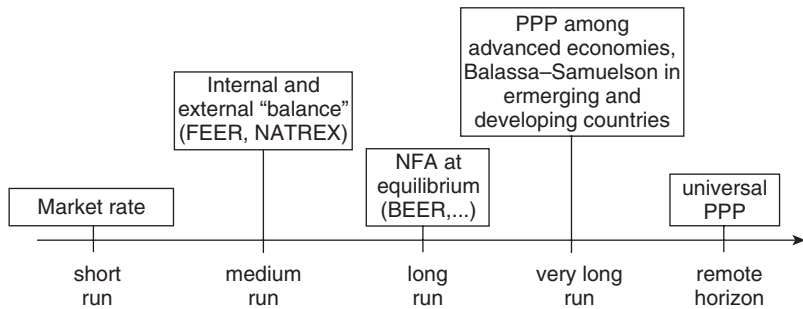 PPP among
advanced economies,
Balassa–Samuelson in
ermerging and
developing countries
Internal and
external “balance”
(FEER, NATREX)
NFA at
equilibrium
(BEER,...)
Market rate
universal
PPP
short
run
medium
run
long
run
very long
run
remote
horizon